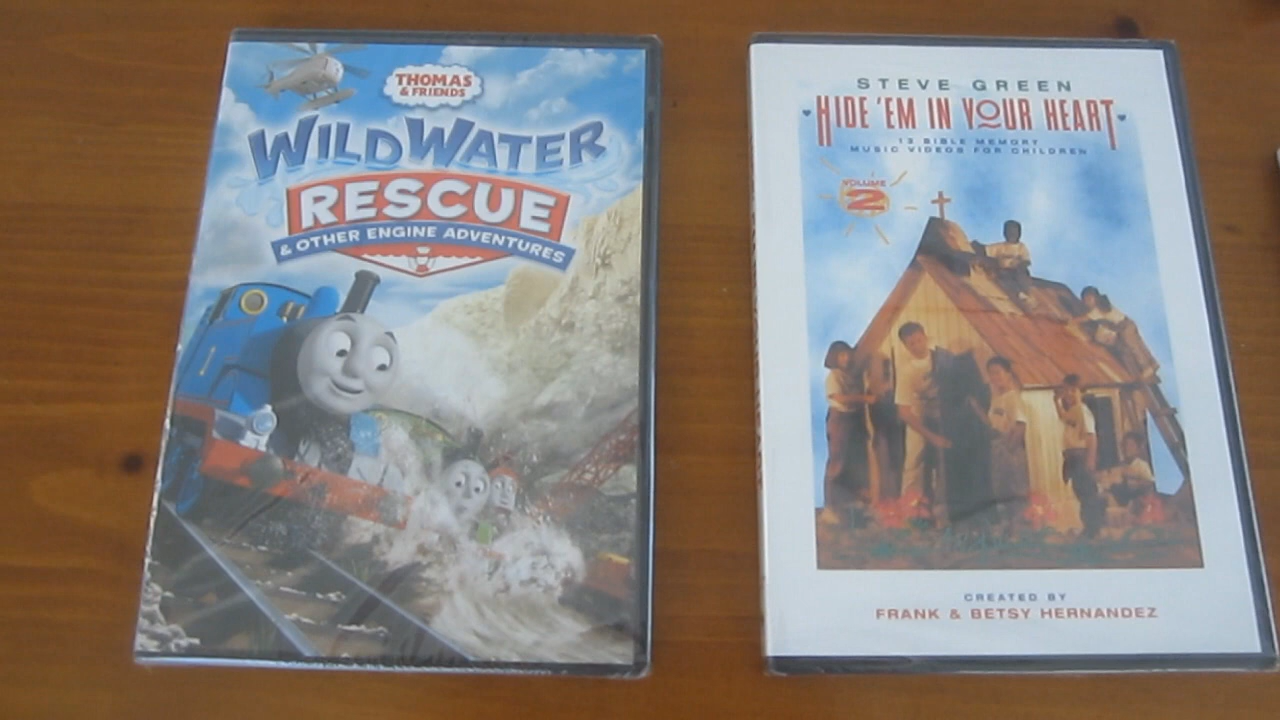 THOMAS
& FRIENDS
WILD WATER
RESCUE
& OTHER ENGINE ADVENTURES
STEVE GREEN
HIDE 'EM IN YOUR HEART
13 BIBLE MEMORY
MUSIC VIDEOS FOR CHILDREN
VOLUME
2
CREATED BY
FRANK & BETSY HERNANDEZ